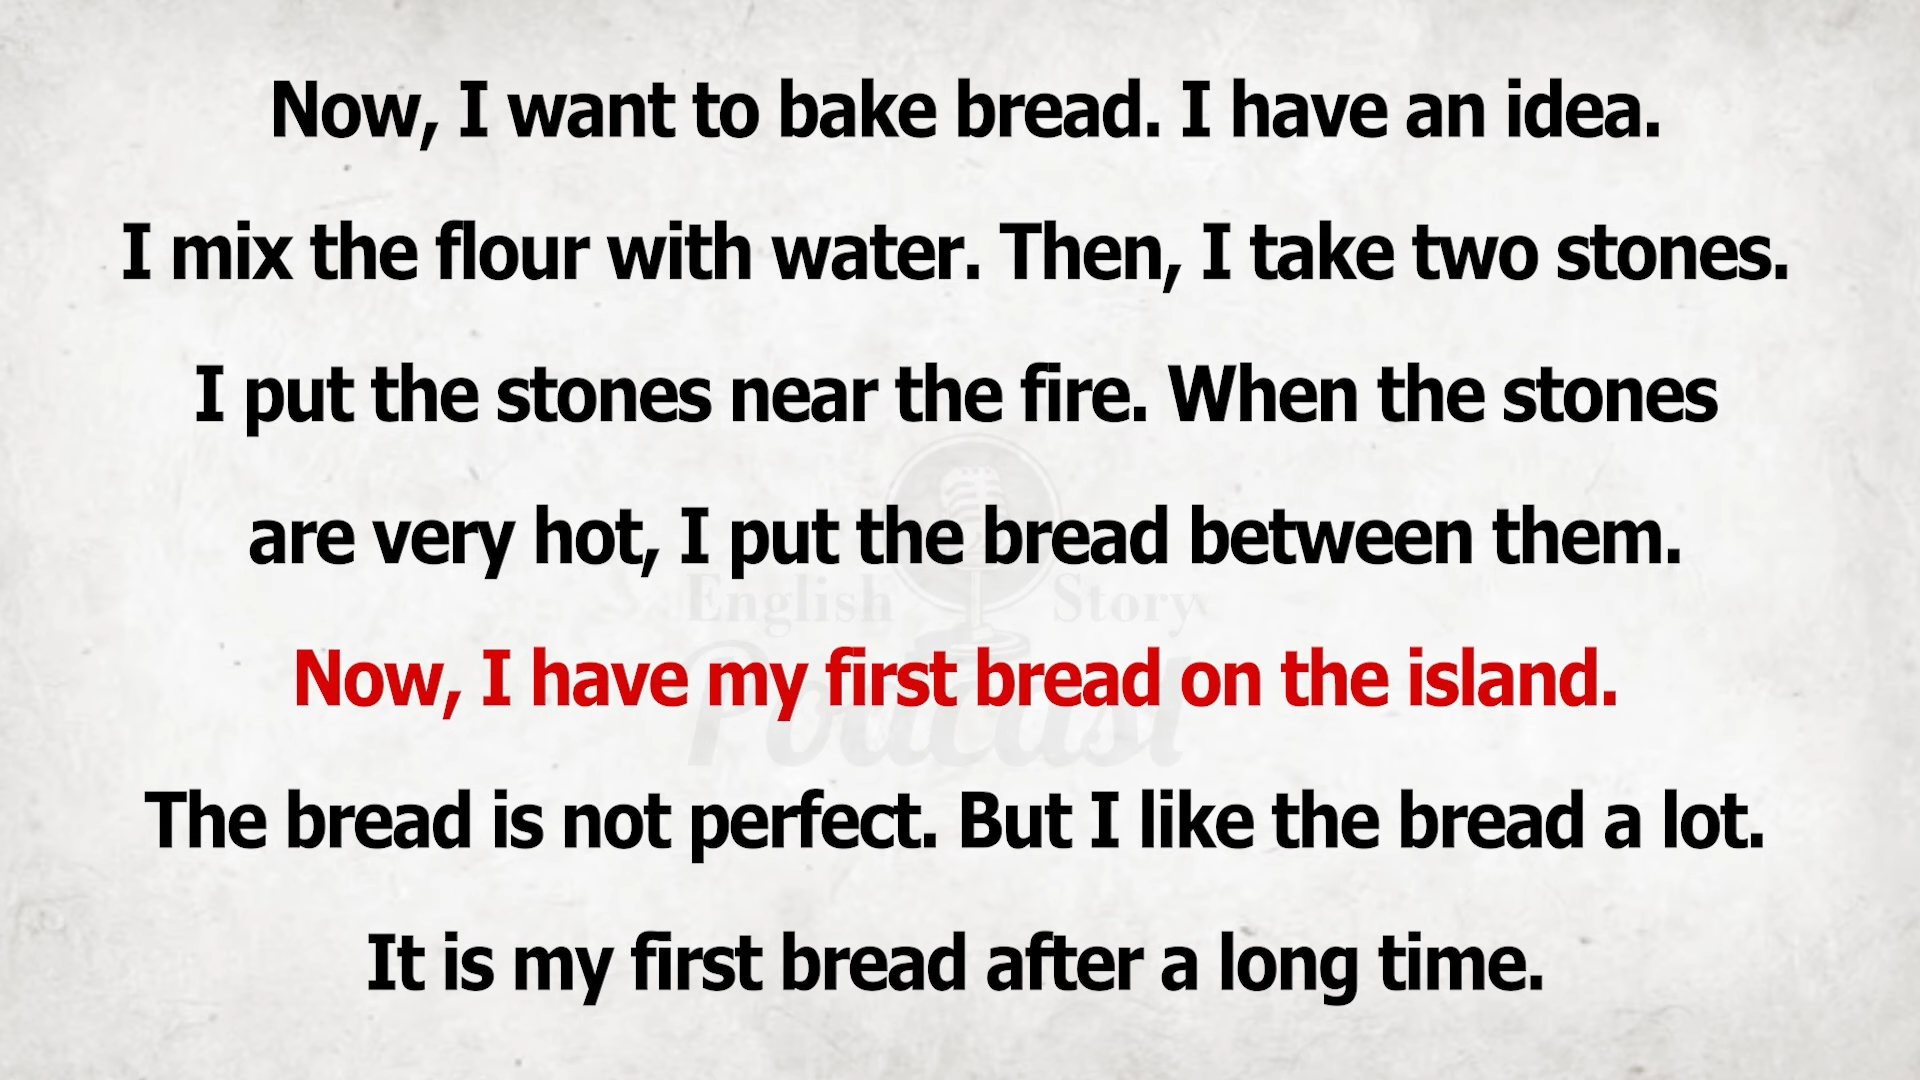 Now, I want to bake bread. I have an idea.
I mix the flour with water. Then, I take two stones.
I put the stones near the fire. When the stones
are very hot, I put the bread between them.
English Story
Now, I have my first bread on the island.
Podcast
The bread is not perfect. But I like the bread a lot.
It is my first bread after a long time.